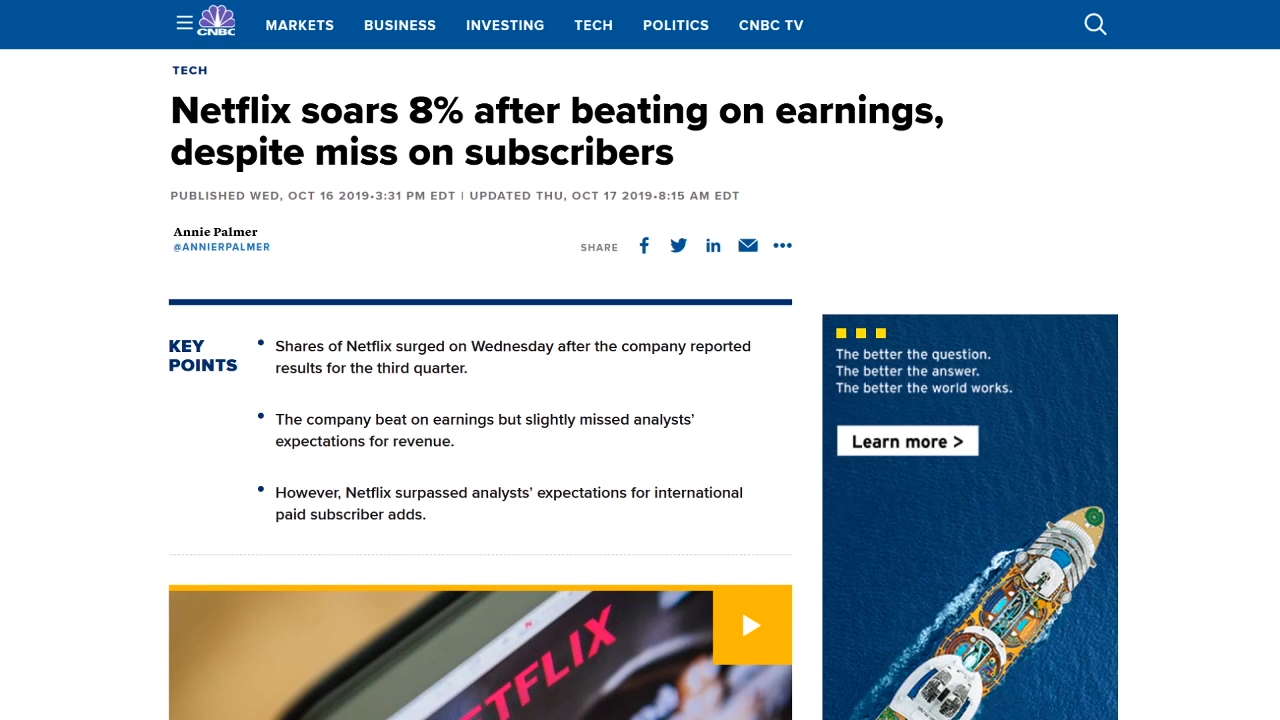 CNBC
MARKETS BUSINESS INVESTING TECH POLITICS CNBC TV
TECH
Netflix soars 8% after beating on earnings,
despite miss on subscribers
PUBLISHED WED, OCT 16 2019•3:31 PM EDT | UPDATED THU, OCT 17 2019•8:15 AM EDT
Annie Palmer
@ANNIERPALMER
SHARE
KEY
POINTS
• Shares of Netflix surged on Wednesday after the company reported
results for the third quarter.
• The company beat on earnings but slightly missed analysts’
expectations for revenue.
• However, Netflix surpassed analysts’ expectations for international
paid subscriber adds.
TFLIX
The better the question.
The better the answer.
The better the world works.
Learn more >